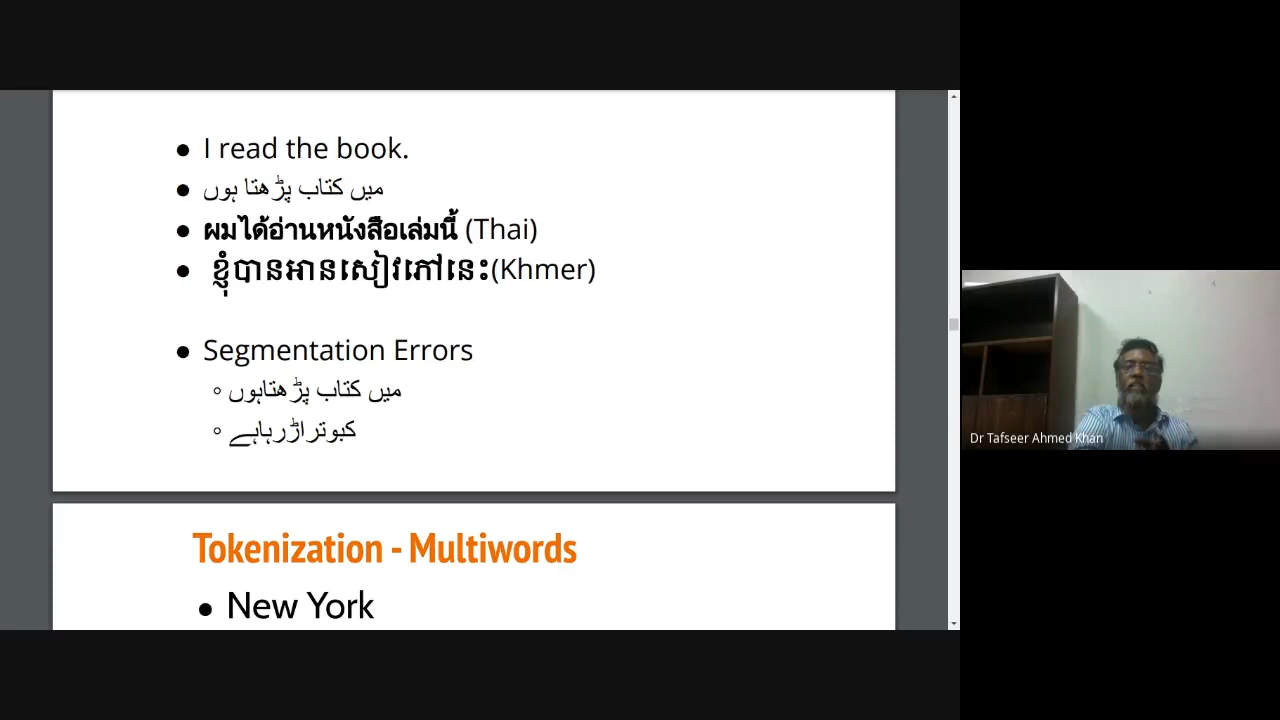 I read the book.
میں کتاب پڑھتا ہوں
ผมได้อ่านหนังสือเล่มนี้ (Thai)
ខ្ញុំបានអានសៀវភៅនេះ(Khmer)
Segmentation Errors
میں کتاب پڑھتاہوں
کبوتراڑرہاہے
Tokenization - Multiwords
New York
Dr Tafseer Ahmed Khan